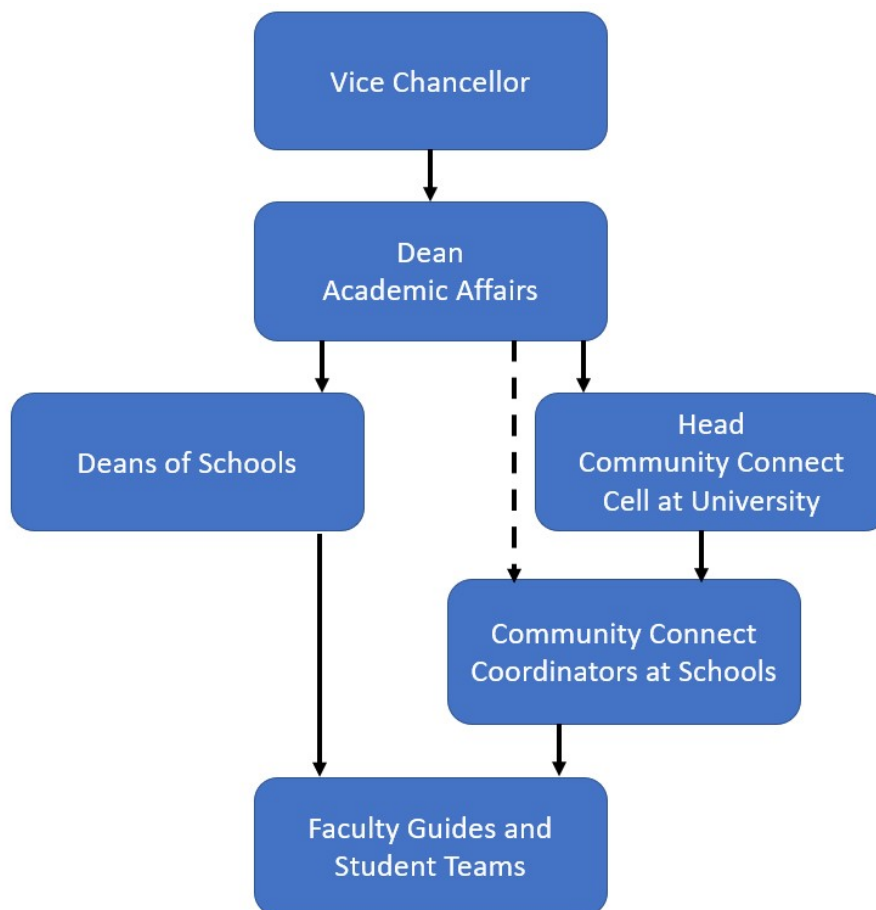 Vice Chancellor
Dean
Academic Affairs
Deans of Schools
Head
Community Connect
Cell at University
Community Connect
Coordinators at Schools
Faculty Guides and
Student Teams